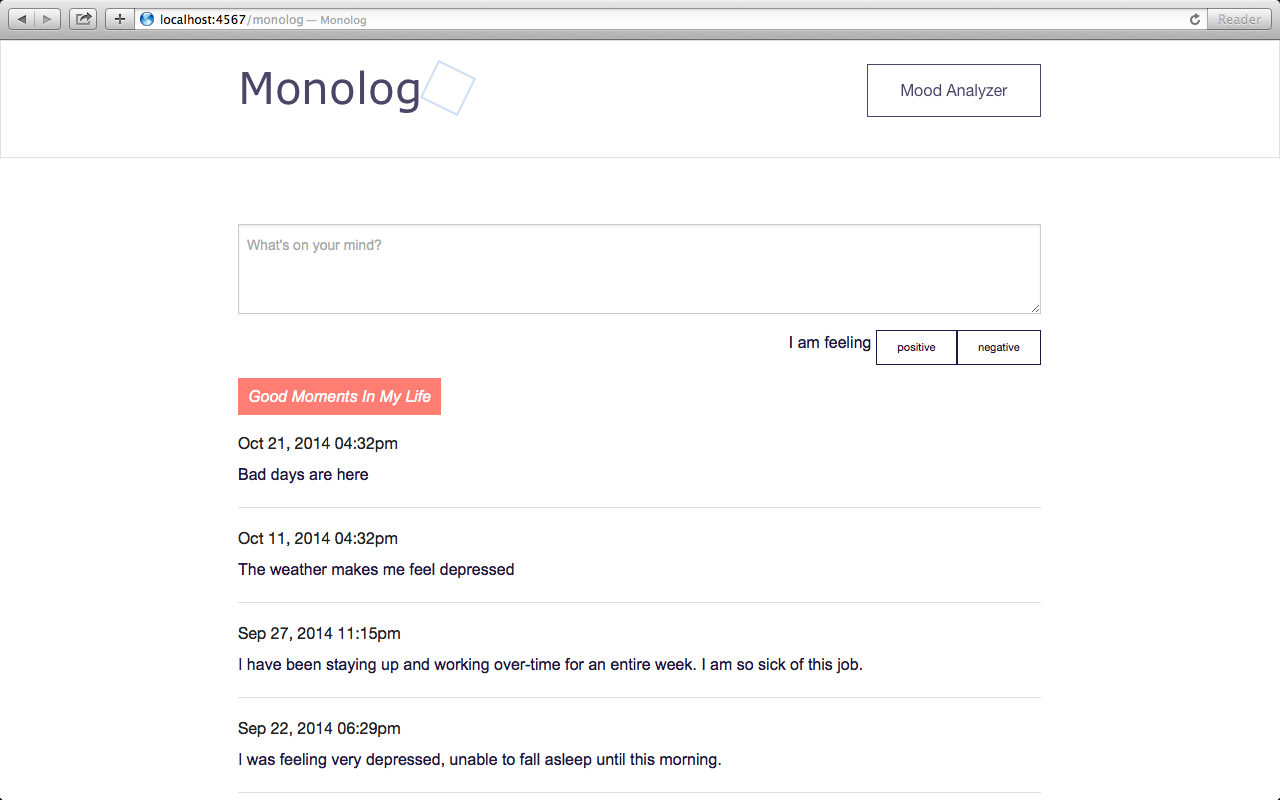 localhost:4567/monolog — Monolog
Reader
Monolog
Mood Analyzer
What's on your mind?
I am feeling positive negative
Good Moments In My Life
Oct 21, 2014 04:32pm
Bad days are here
Oct 11, 2014 04:32pm
The weather makes me feel depressed
Sep 27, 2014 11:15pm
I have been staying up and working over-time for an entire week. I am so sick of this job.
Sep 22, 2014 06:29pm
I was feeling very depressed, unable to fall asleep until this morning.